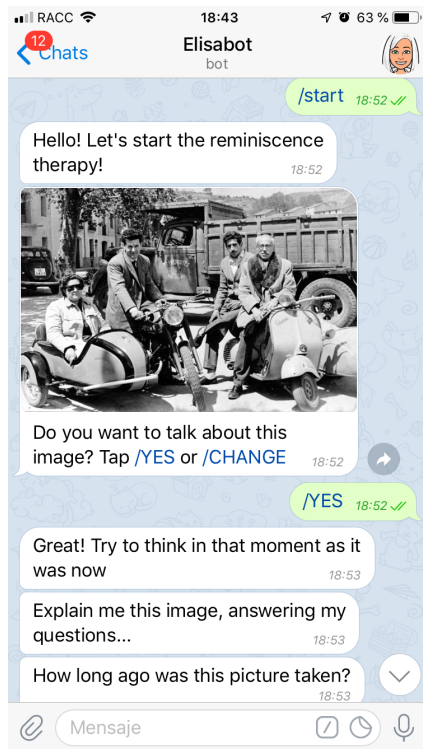 RACC 18:43 63 %
12
Chats
Elisabot
bot
/start 18:52
Hello! Let's start the reminiscence
therapy!
18:52
Do you want to talk about this
image? Tap /YES or /CHANGE 18:52
/YES 18:52
Great! Try to think in that moment as it
was now
18:53
Explain me this image, answering my
questions...
18:53
How long ago was this picture taken?
18:53
Mensaje